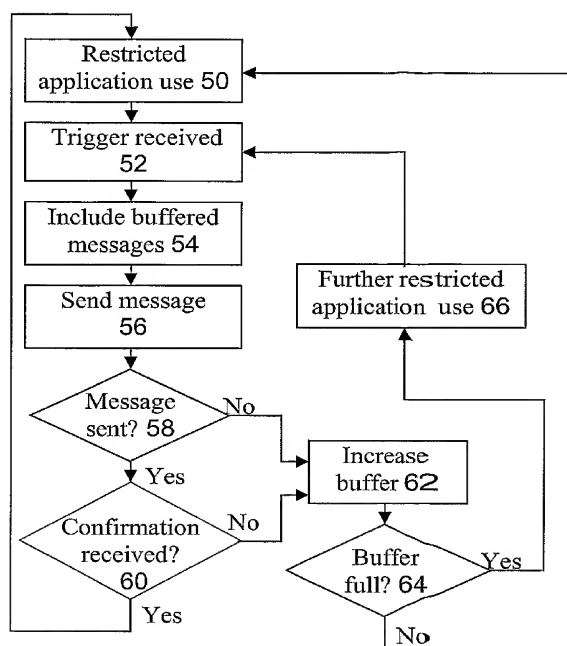 Restricted
application use 50
Trigger received
52
Include buffered
messages 54
Send message
56
Further restricted
application use 66
Message
sent? 58
No
Yes
Increase
buffer 62
Confirmation
received?
60
No
Yes
Buffer
full? 64
Yes
No